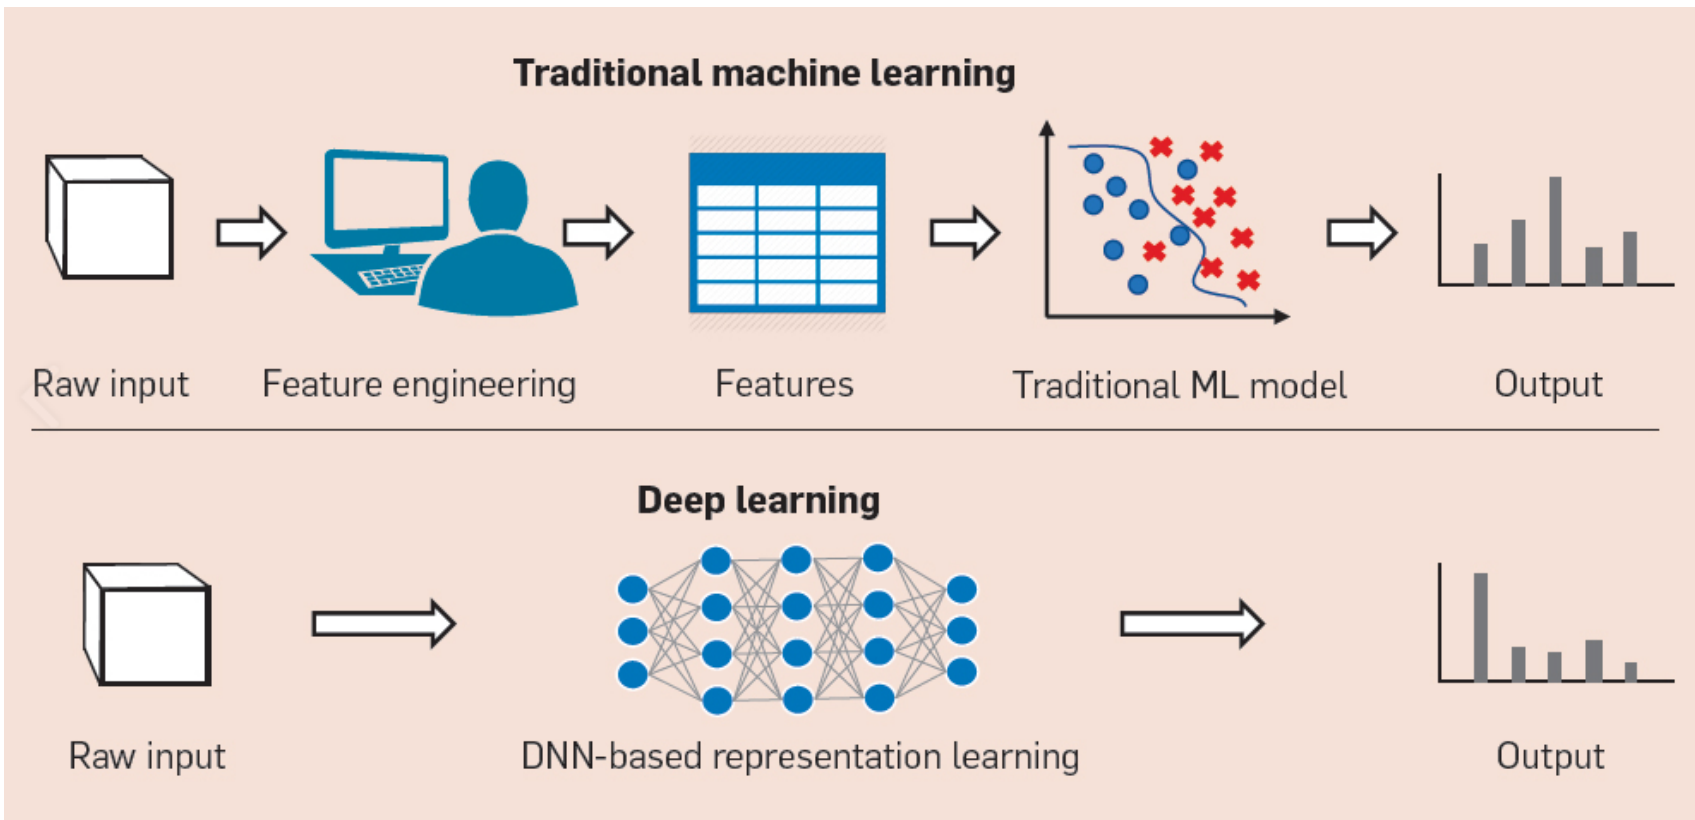 Traditional machine learning
Raw input
Feature engineering
Features
Traditional ML model
Output
Deep learning
Raw input
DNN-based representation learning
Output